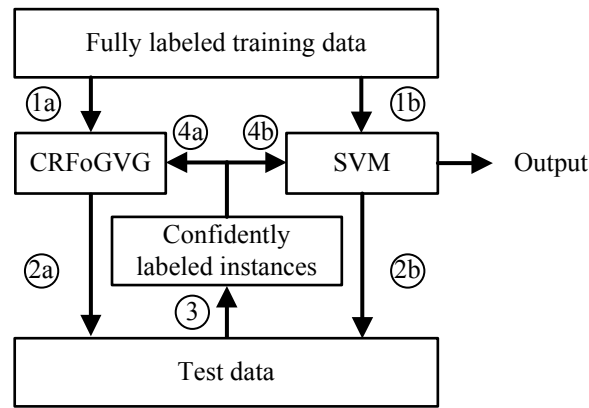 Fully labeled training data
1a
1b
4a
4b
CRFoGVG
SVM
Output
Confidently
labeled instances
2a
2b
3
Test data